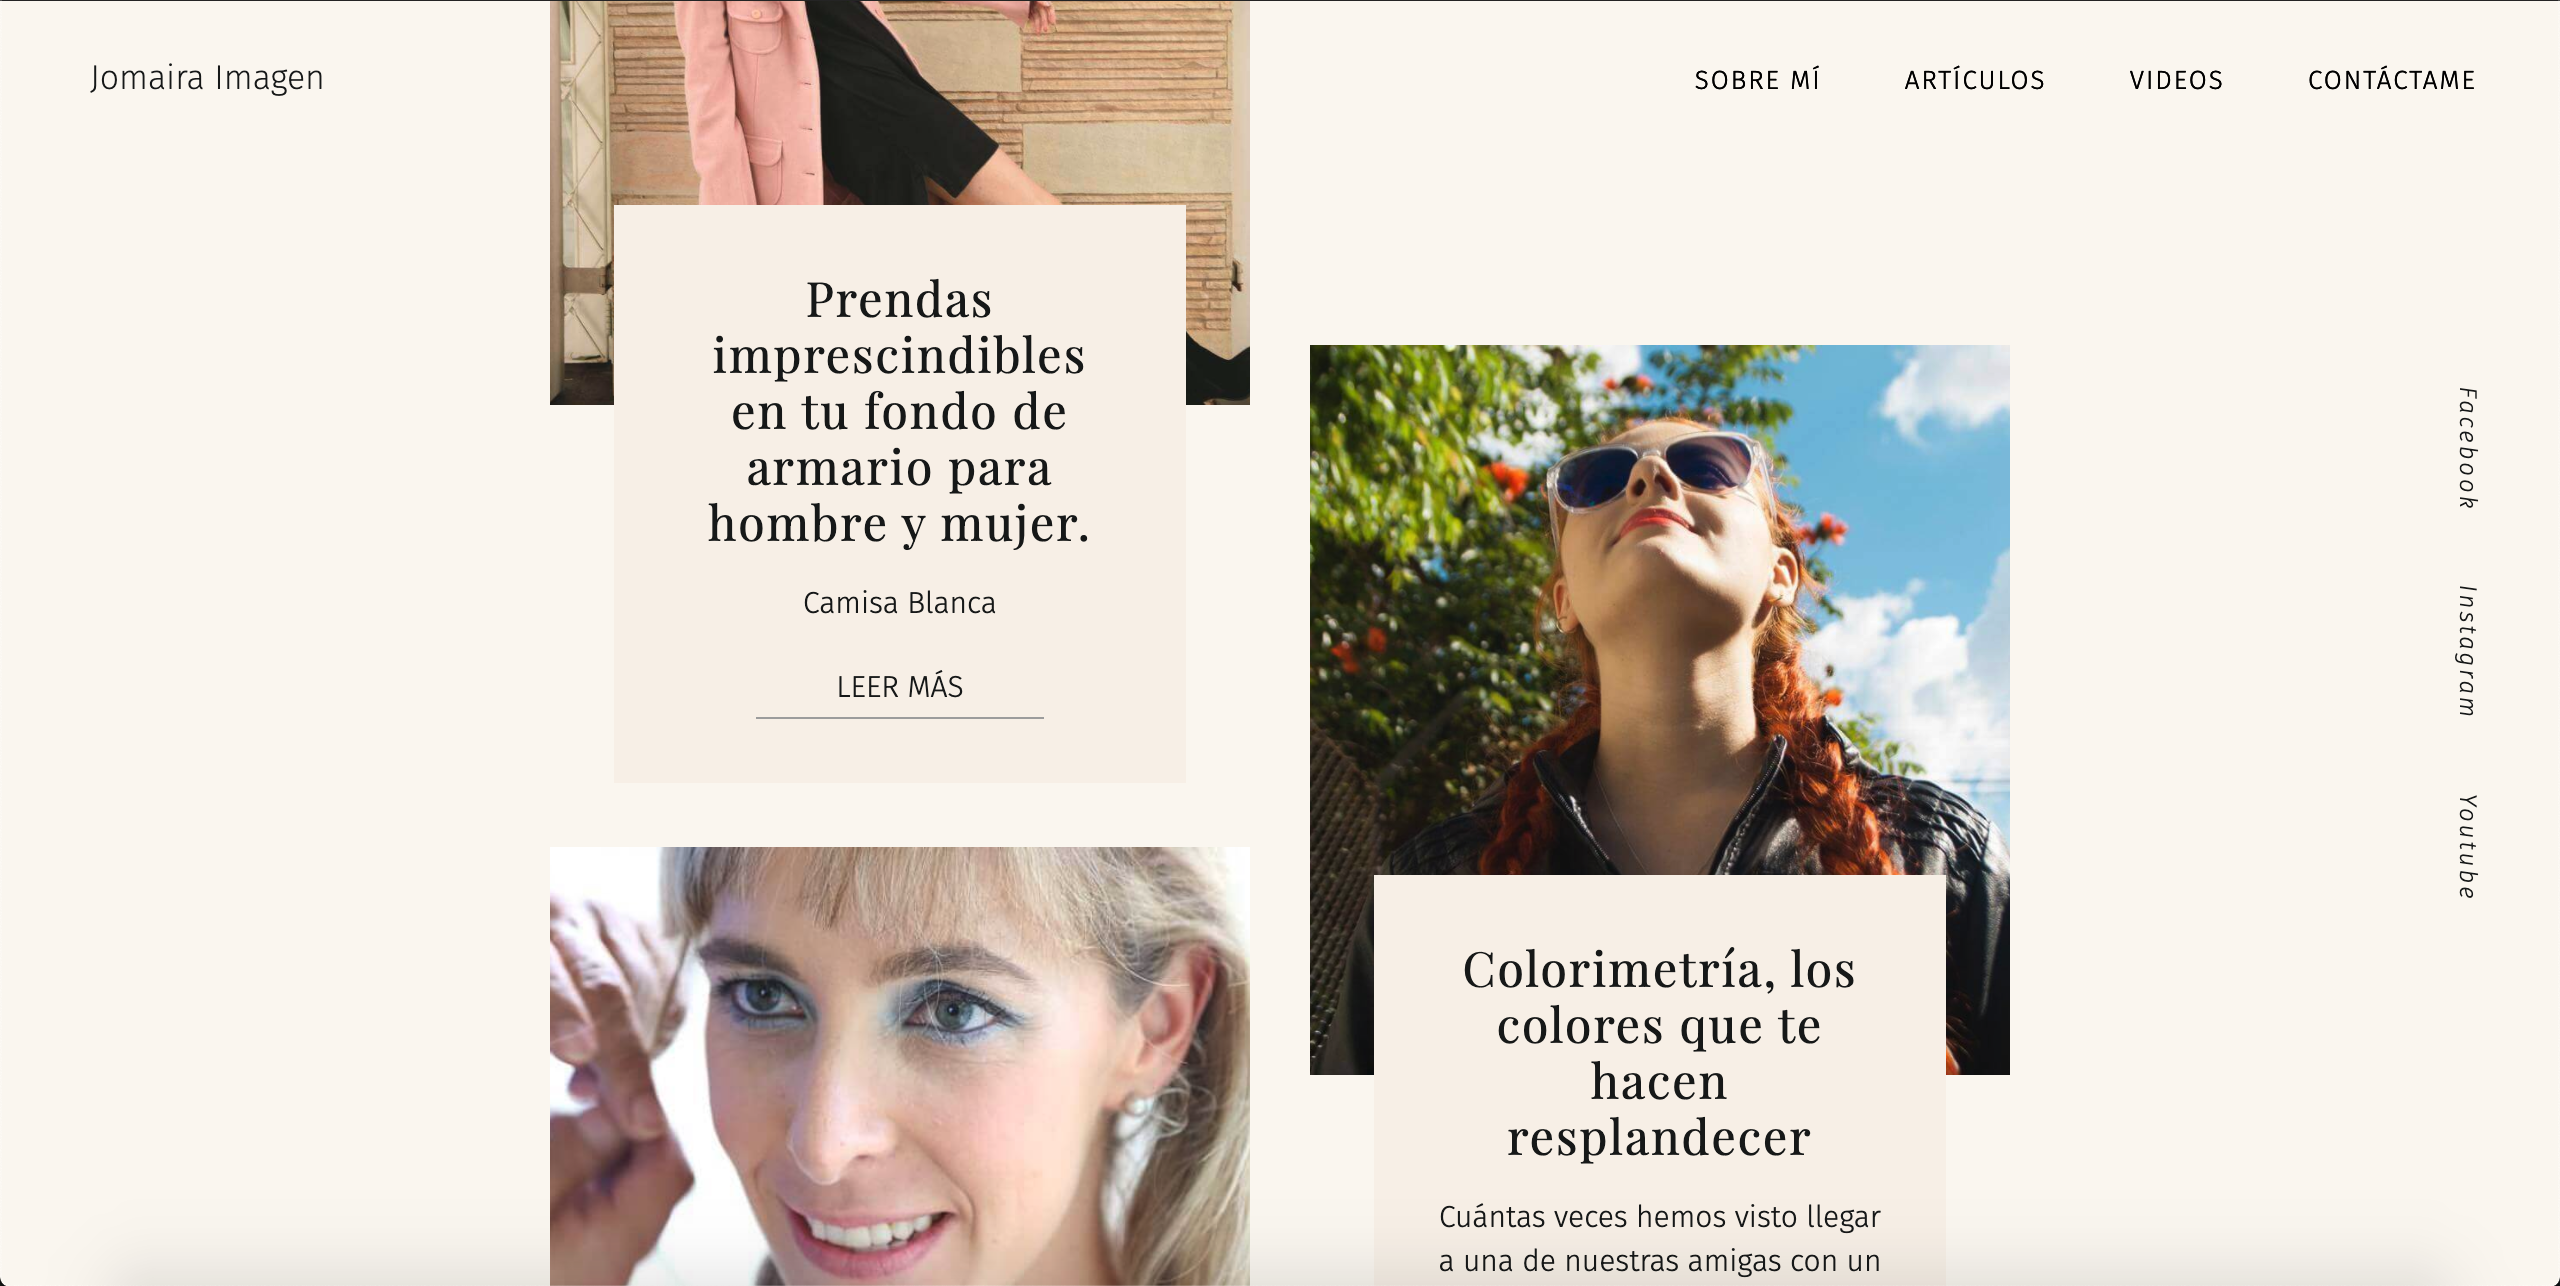 Jomaira Imagen
SOBRE MÍ
ARTÍCULOS
VIDEOS
CONTÁCTAME
Prendas
imprescindibles
en tu fondo de
armario para
hombre y mujer.
Camisa Blanca
LEER MÁS
Colorimetría, los
colores que te
hacen
resplandecer
Cuántas veces hemos visto llegar
a una de nuestras amigas con un
Facebook
Instagram
Youtube